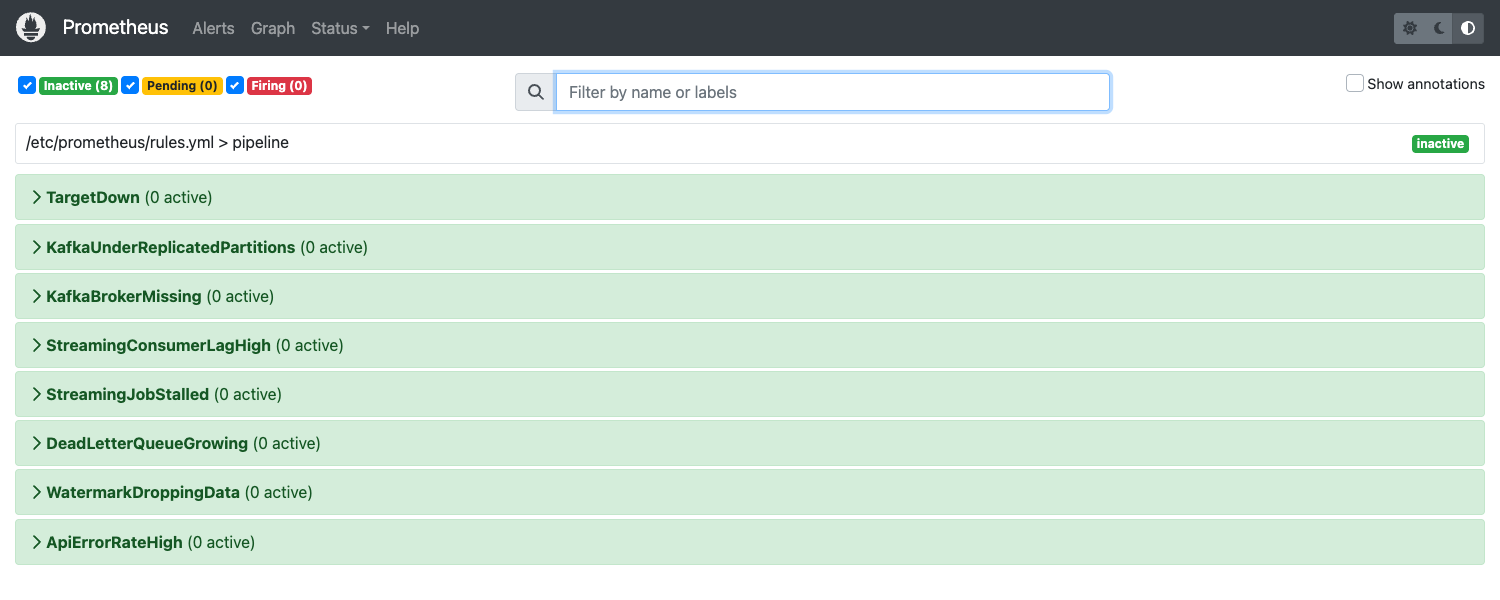 Prometheus Alerts Graph Status Help
Inactive (8) Pending (0) Firing (0) Filter by name or labels Show annotations
/etc/prometheus/rules.yml > pipeline inactive
TargetDown (0 active)
KafkaUnderReplicatedPartitions (0 active)
KafkaBrokerMissing (0 active)
StreamingConsumerLagHigh (0 active)
StreamingJobStalled (0 active)
DeadLetterQueueGrowing (0 active)
WatermarkDroppingData (0 active)
ApiErrorRateHigh (0 active)